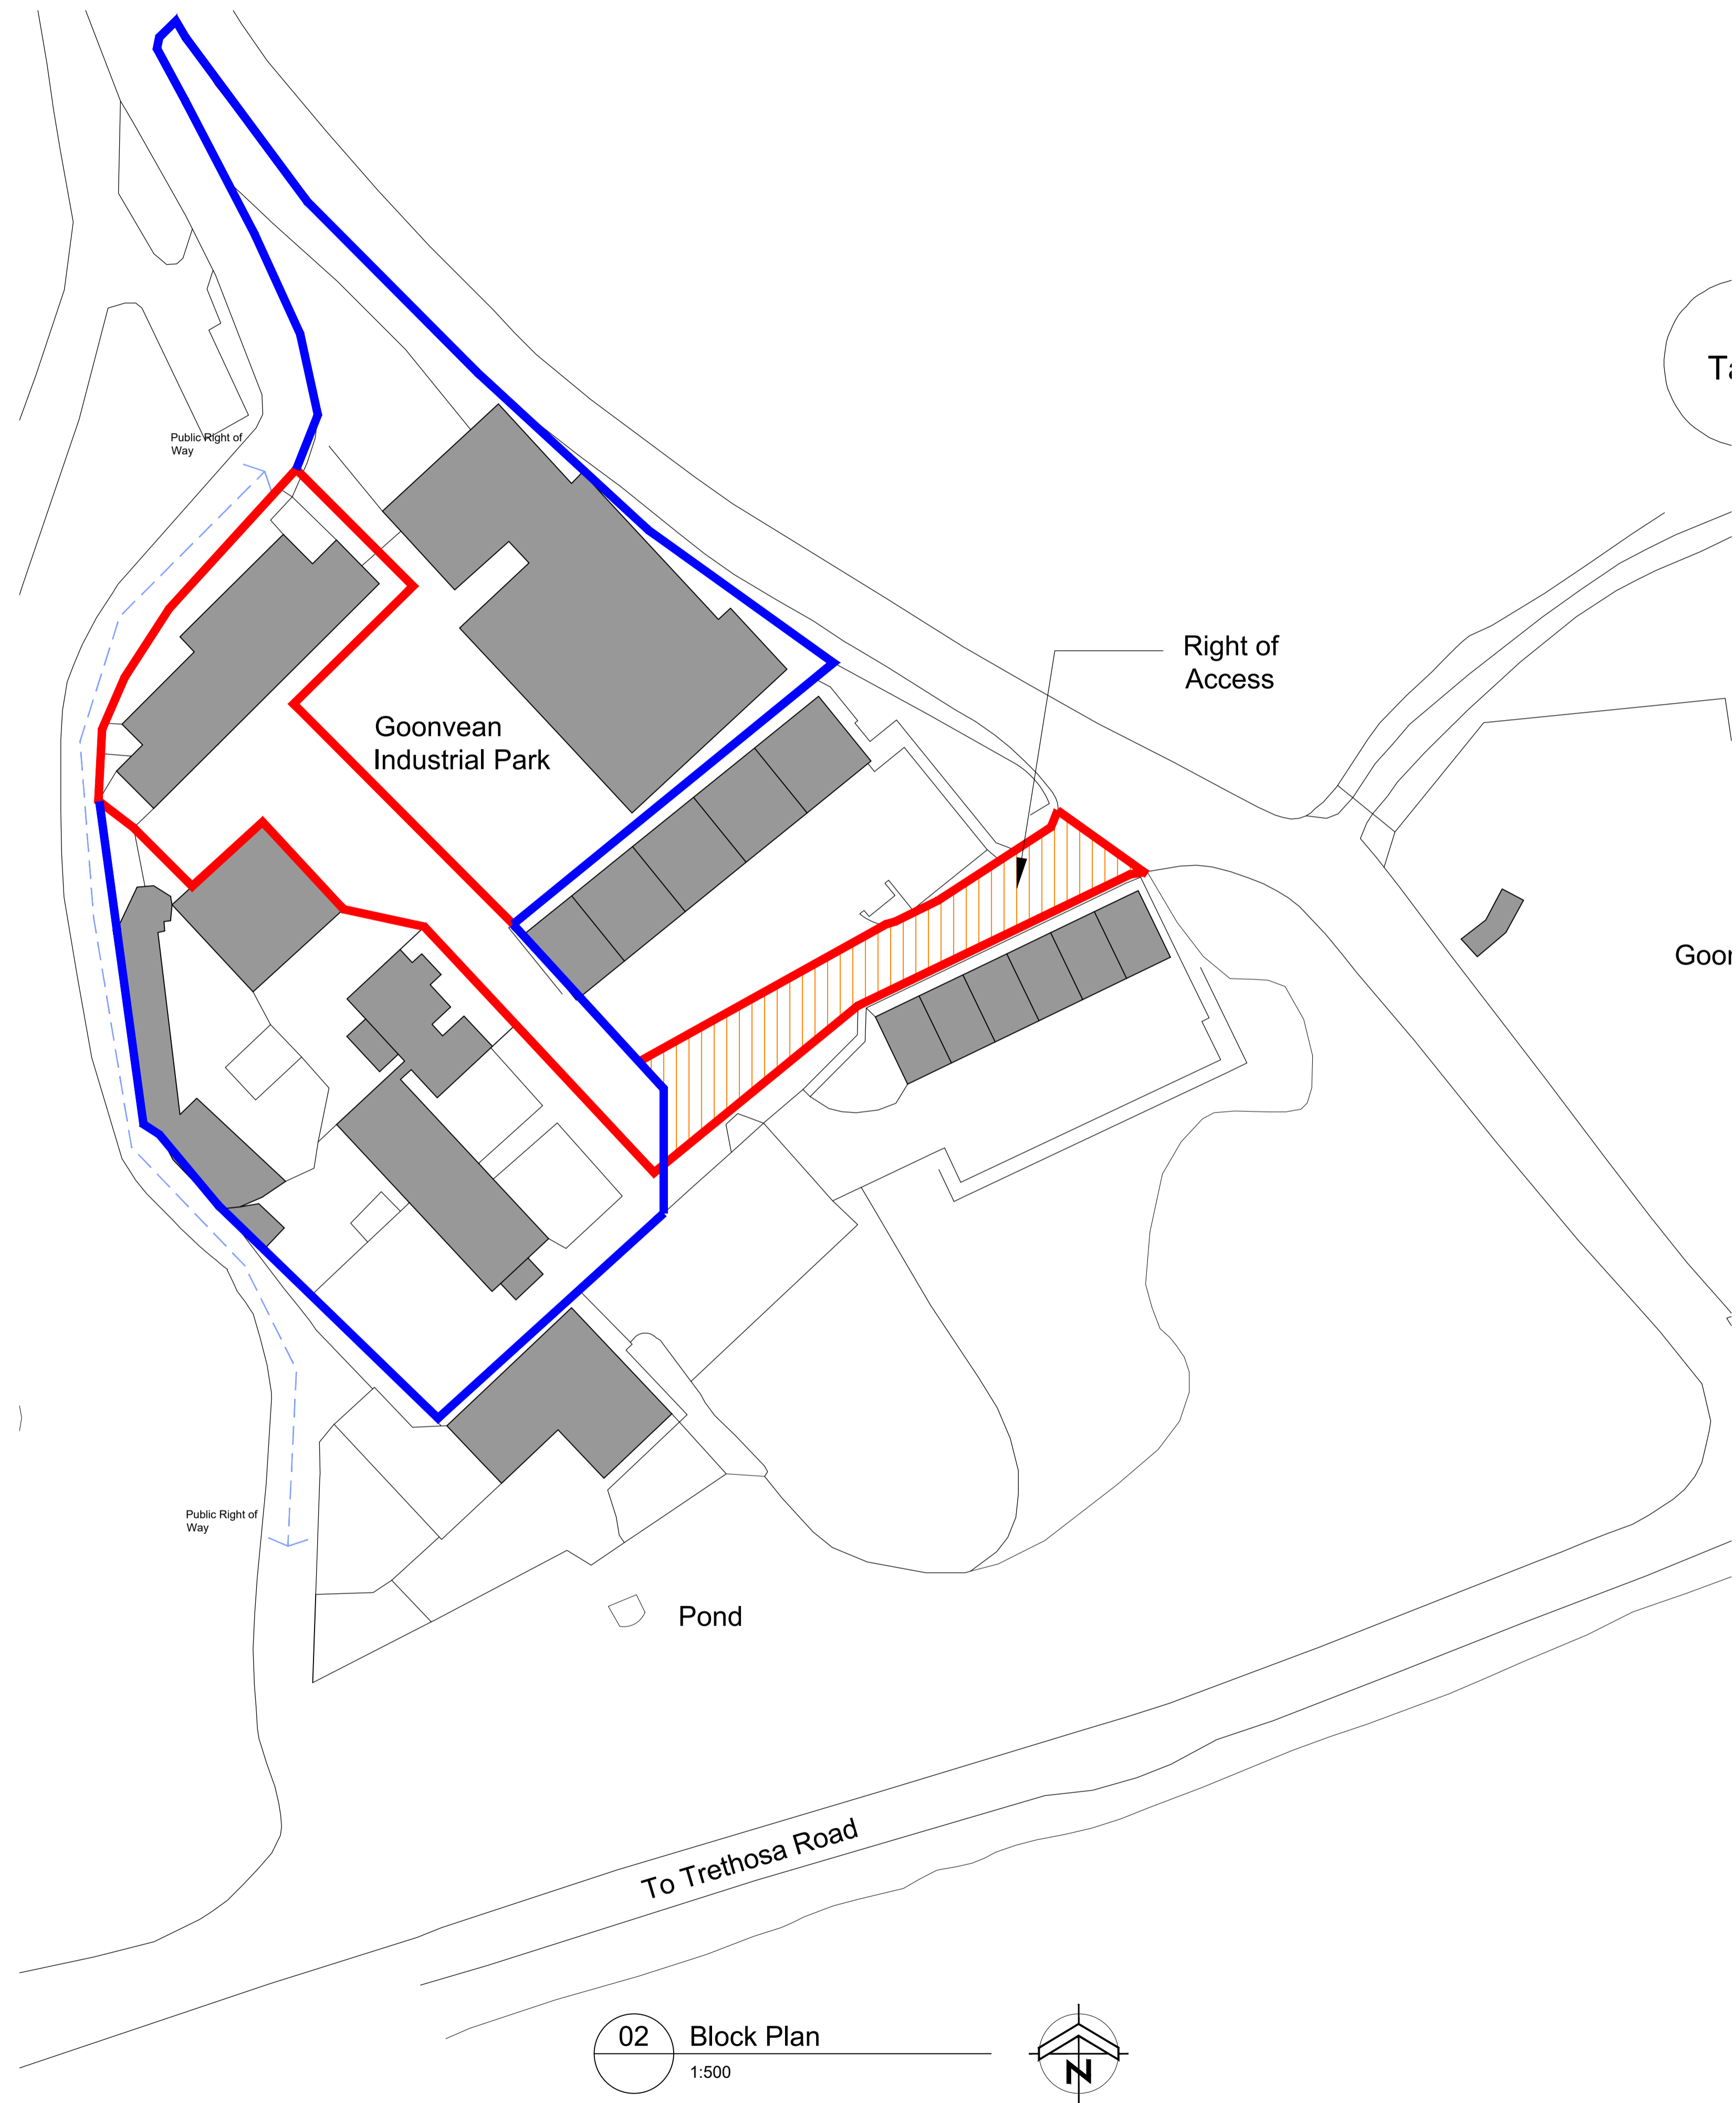 Public Right of
Way
Right of
Access
Goonvean
Industrial Park
Public Right of
Way
Pond
To Trethosa Road
02
Block Plan
1:500
N